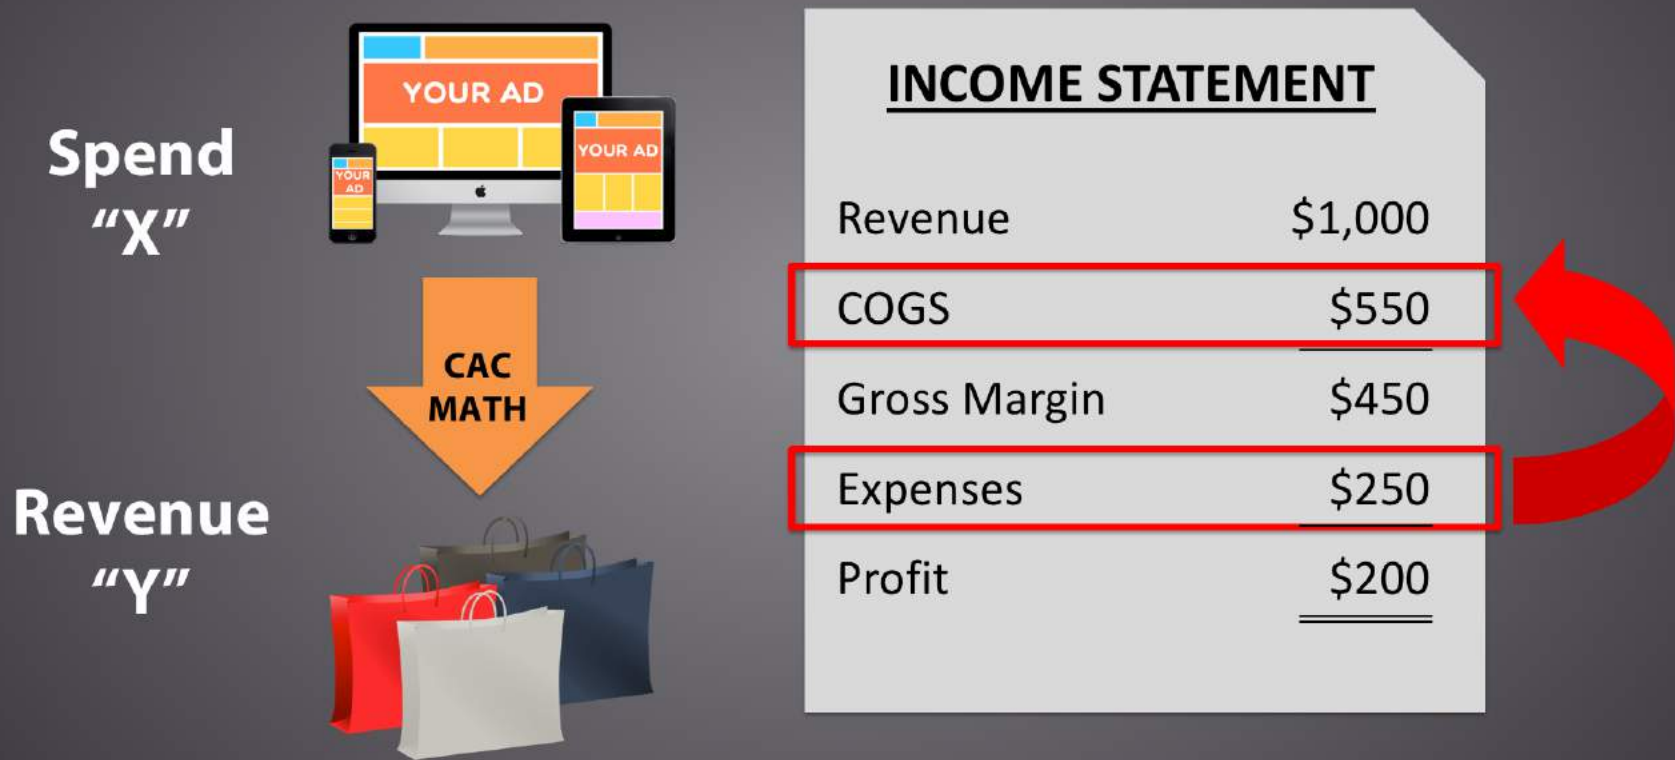 Spend
“X”
YOUR AD
YOUR AD
YOUR
AD
CAC
MATH
Revenue
“Y”
INCOME STATEMENT
Revenue $1,000
COGS $550
Gross Margin $450
Expenses $250
Profit $200